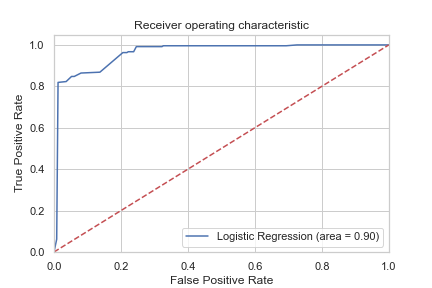 Receiver operating characteristic
1.0
0.8
0.6
0.4
0.2
0.0
True Positive Rate
Logistic Regression (area = 0.90)
0.0 0.2 0.4 0.6 0.8 1.0
False Positive Rate